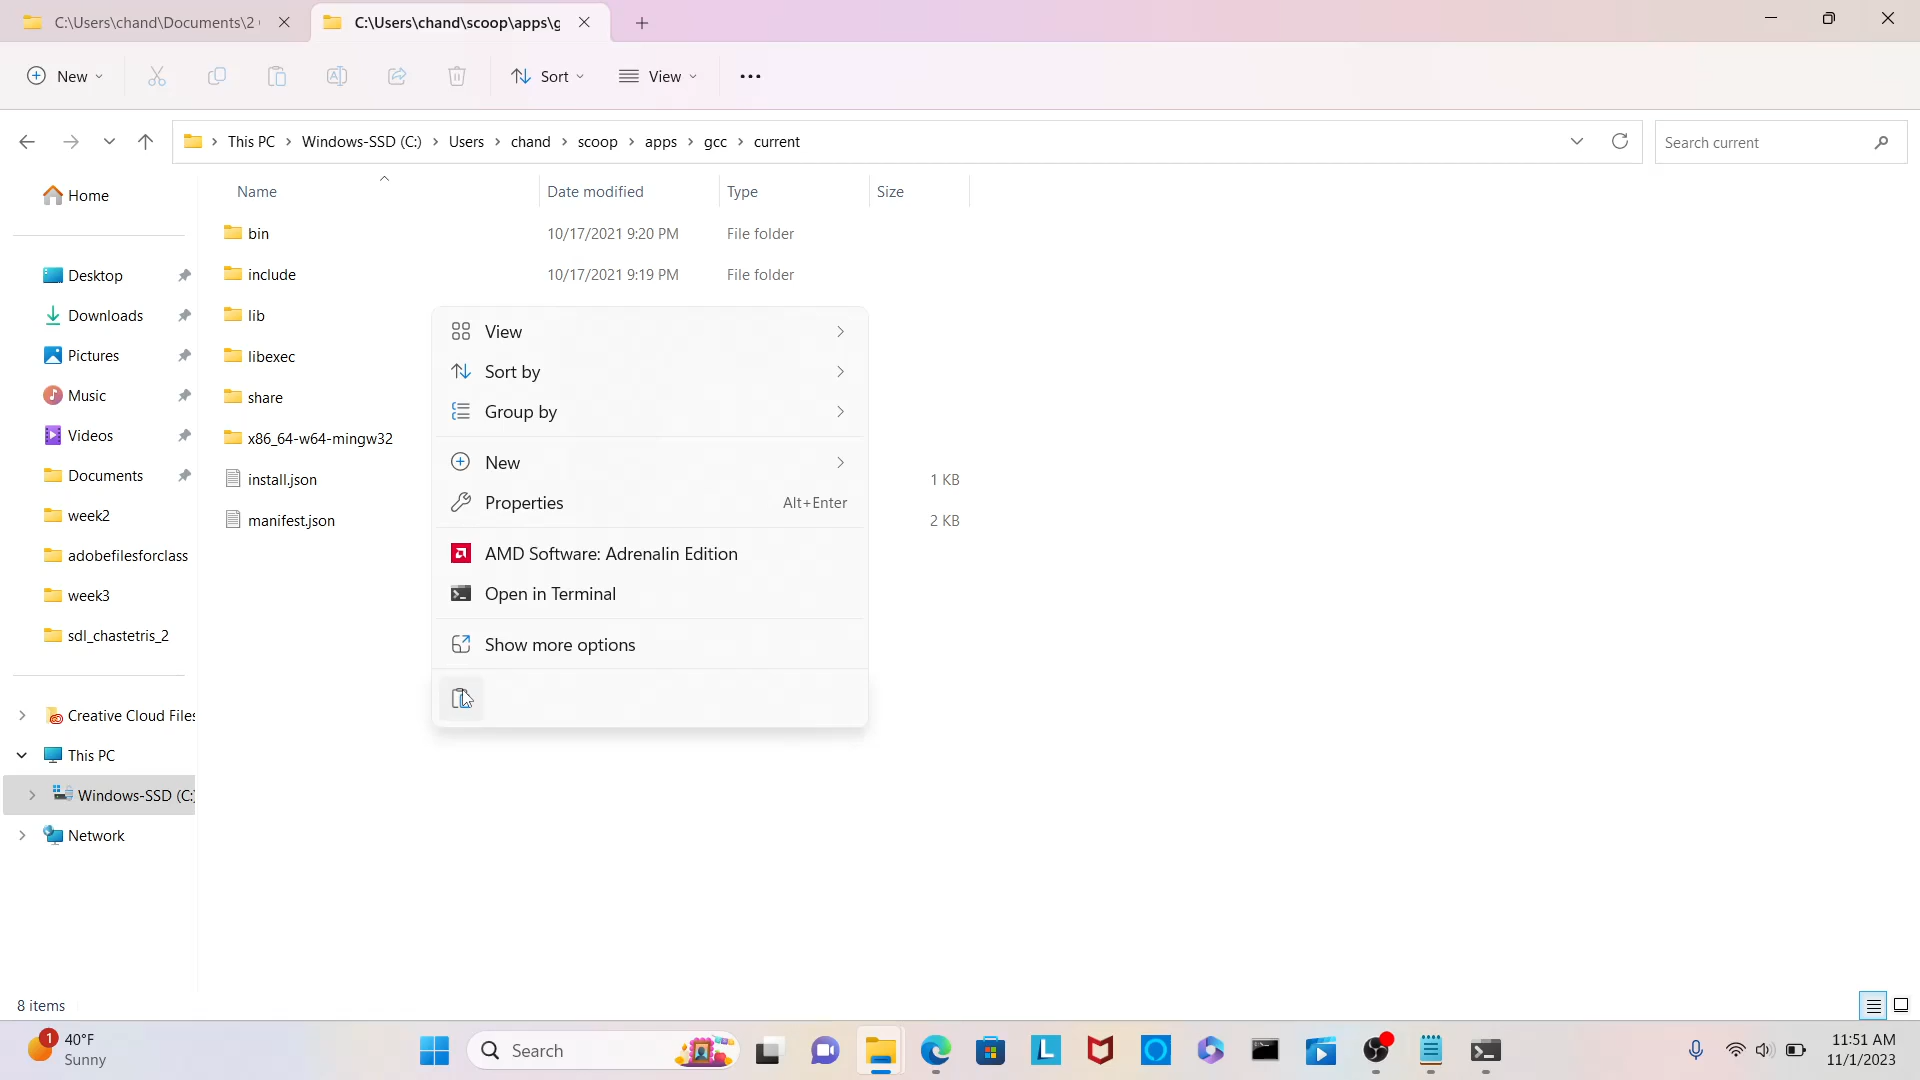 C:\Users\chand\Documents\2
C:\Users\chand\scoop\apps\g
New
Sort
View
This PC > Windows-SSD (C:) > Users > chand > scoop > apps > gcc > current
Search current
Name Date modified Type Size
Home
Desktop
Downloads
Pictures
Music
Videos
Documents
week2
adobefilesforclass
week3
sdl_chastetris_2
Creative Cloud Files
This PC
Windows-SSD (C:)
Network
bin 10/17/2021 9:20 PM File folder
include 10/17/2021 9:19 PM File folder
lib
libexec
share
x86_64-w64-mingw32
install.json 1 KB
manifest.json 2 KB
View
Sort by
Group by
New
Properties Alt+Enter
AMD Software: Adrenalin Edition
Open in Terminal
Show more options
8 items
1
40°F
Sunny
Search
L
11:51 AM
11/1/2023